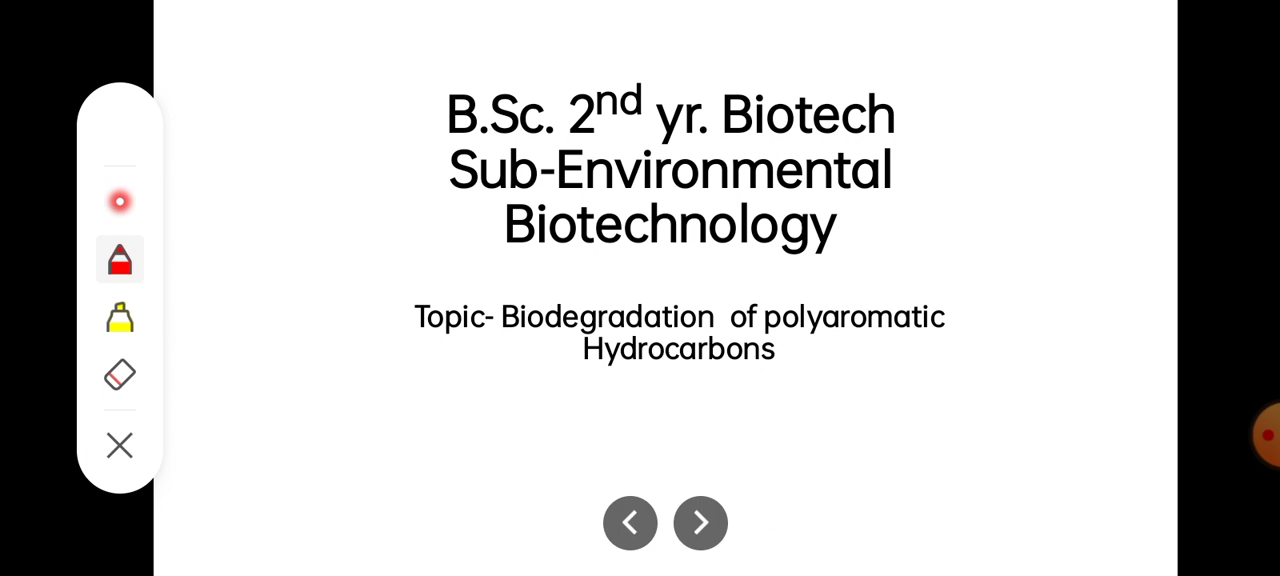 B.Sc. 2nd yr. Biotech
Sub-Environmental
Biotechnology
Topic- Biodegradation of polyaromatic
Hydrocarbons